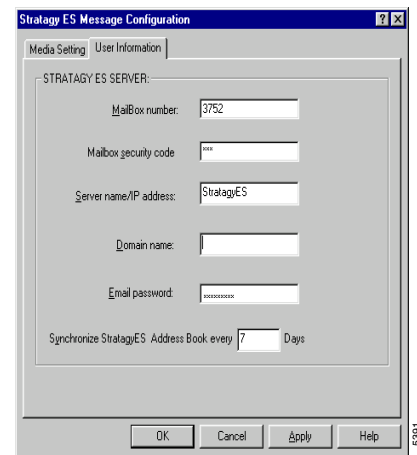 Stratagy ES Message Configuration
Media Setting User Information
STRATAGY ES SERVER:
MailBox number: 3752
Mailbox security code ×××
Server name/IP address: StratagyES
Domain name:
Email password: ×××××××××
Synchronize StratagyES Address Book every 7 Days
OK Cancel Apply Help
5391